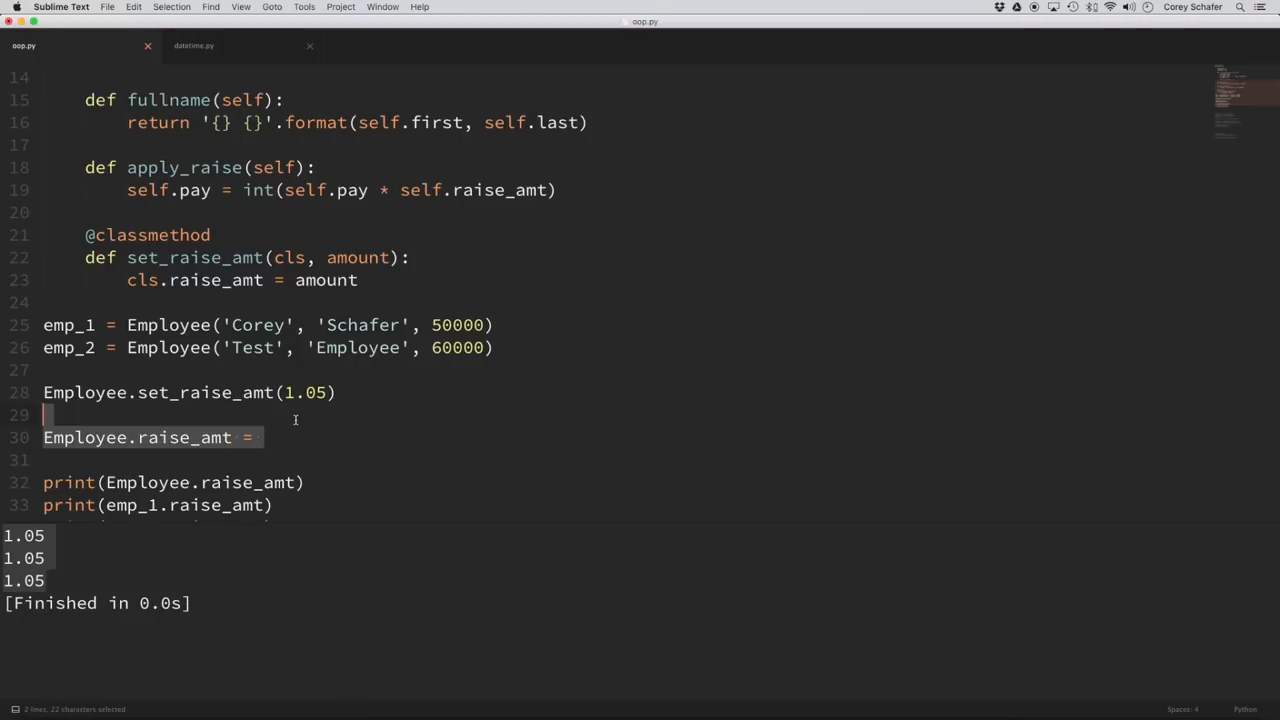 Sublime Text File Edit Selection Find View Goto Tools Project Window Help Corey Schafer
oop.py
oop.py datetime.py
14
15     def fullname(self):
16         return '{} {}'.format(self.first, self.last)
17
18     def apply_raise(self):
19         self.pay = int(self.pay * self.raise_amt)
20
21     @classmethod
22     def set_raise_amt(cls, amount):
23         cls.raise_amt = amount
24
25 emp_1 = Employee('Corey', 'Schafer', 50000)
26 emp_2 = Employee('Test', 'Employee', 60000)
27
28 Employee.set_raise_amt(1.05)
29
30 Employee.raise_amt =
31
32 print(Employee.raise_amt)
33 print(emp_1.raise_amt)
1.05
1.05
1.05
[Finished in 0.0s]
2 lines, 22 characters selected Spaces: 4 Python